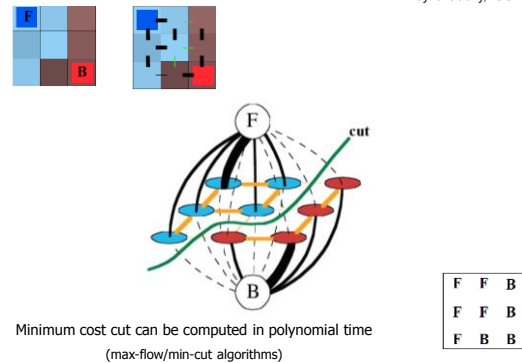 F
B
F
cut
B
Minimum cost cut can be computed in polynomial time
(max-flow/min-cut algorithms)
F F B
F F B
F B B